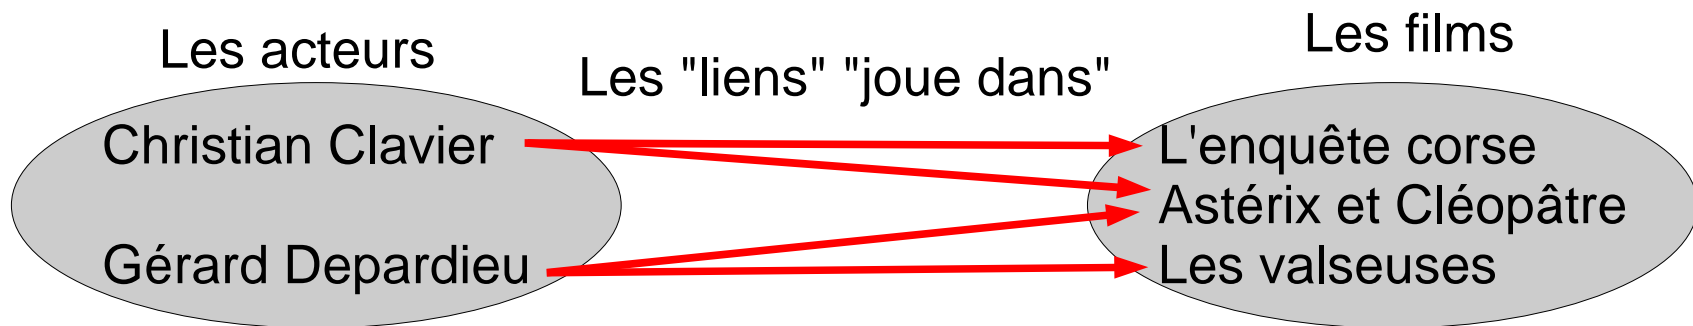 Les acteurs
Les "liens" "joue dans"
Les films
Christian Clavier
Gérard Depardieu
L'enquête corse
Astérix et Cléopâtre
Les valseuses